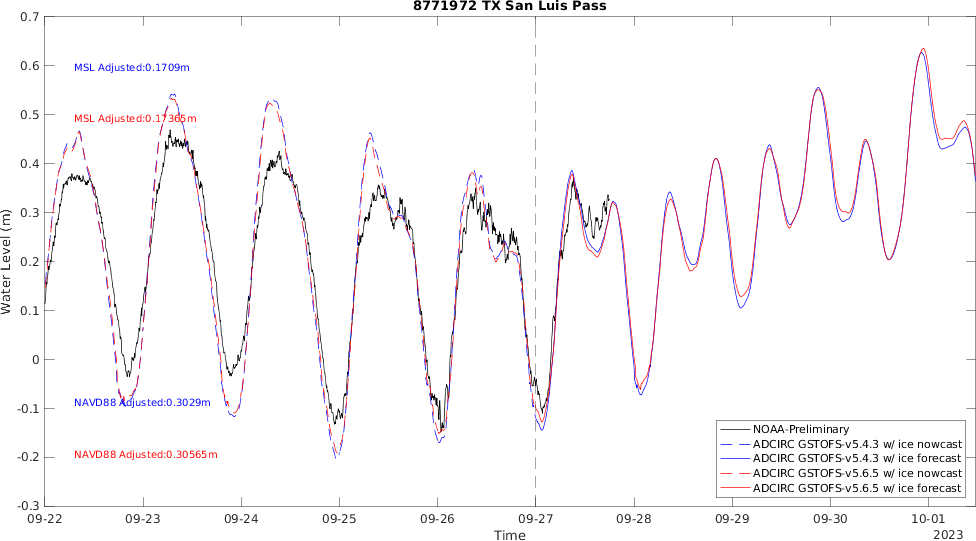 8771972 TX San Luis Pass
0.7
0.6
0.5
0.4
0.3
0.2
0.1
0
-0.1
-0.2
-0.3
Water Level (m)
MSL Adjusted:0.1709m
MSL Adjusted:0.17365m
NAVD88 Adjusted:0.3029m
NAVD88 Adjusted:0.30565m
NOAA-Preliminary
ADCIRC GSTOFS-v5.4.3 w/ ice nowcast
ADCIRC GSTOFS-v5.4.3 w/ ice forecast
ADCIRC GSTOFS-v5.6.5 w/ ice nowcast
ADCIRC GSTOFS-v5.6.5 w/ ice forecast
09-22 09-23 09-24 09-25 09-26 09-27 09-28 09-29 09-30 10-01
2023
Time